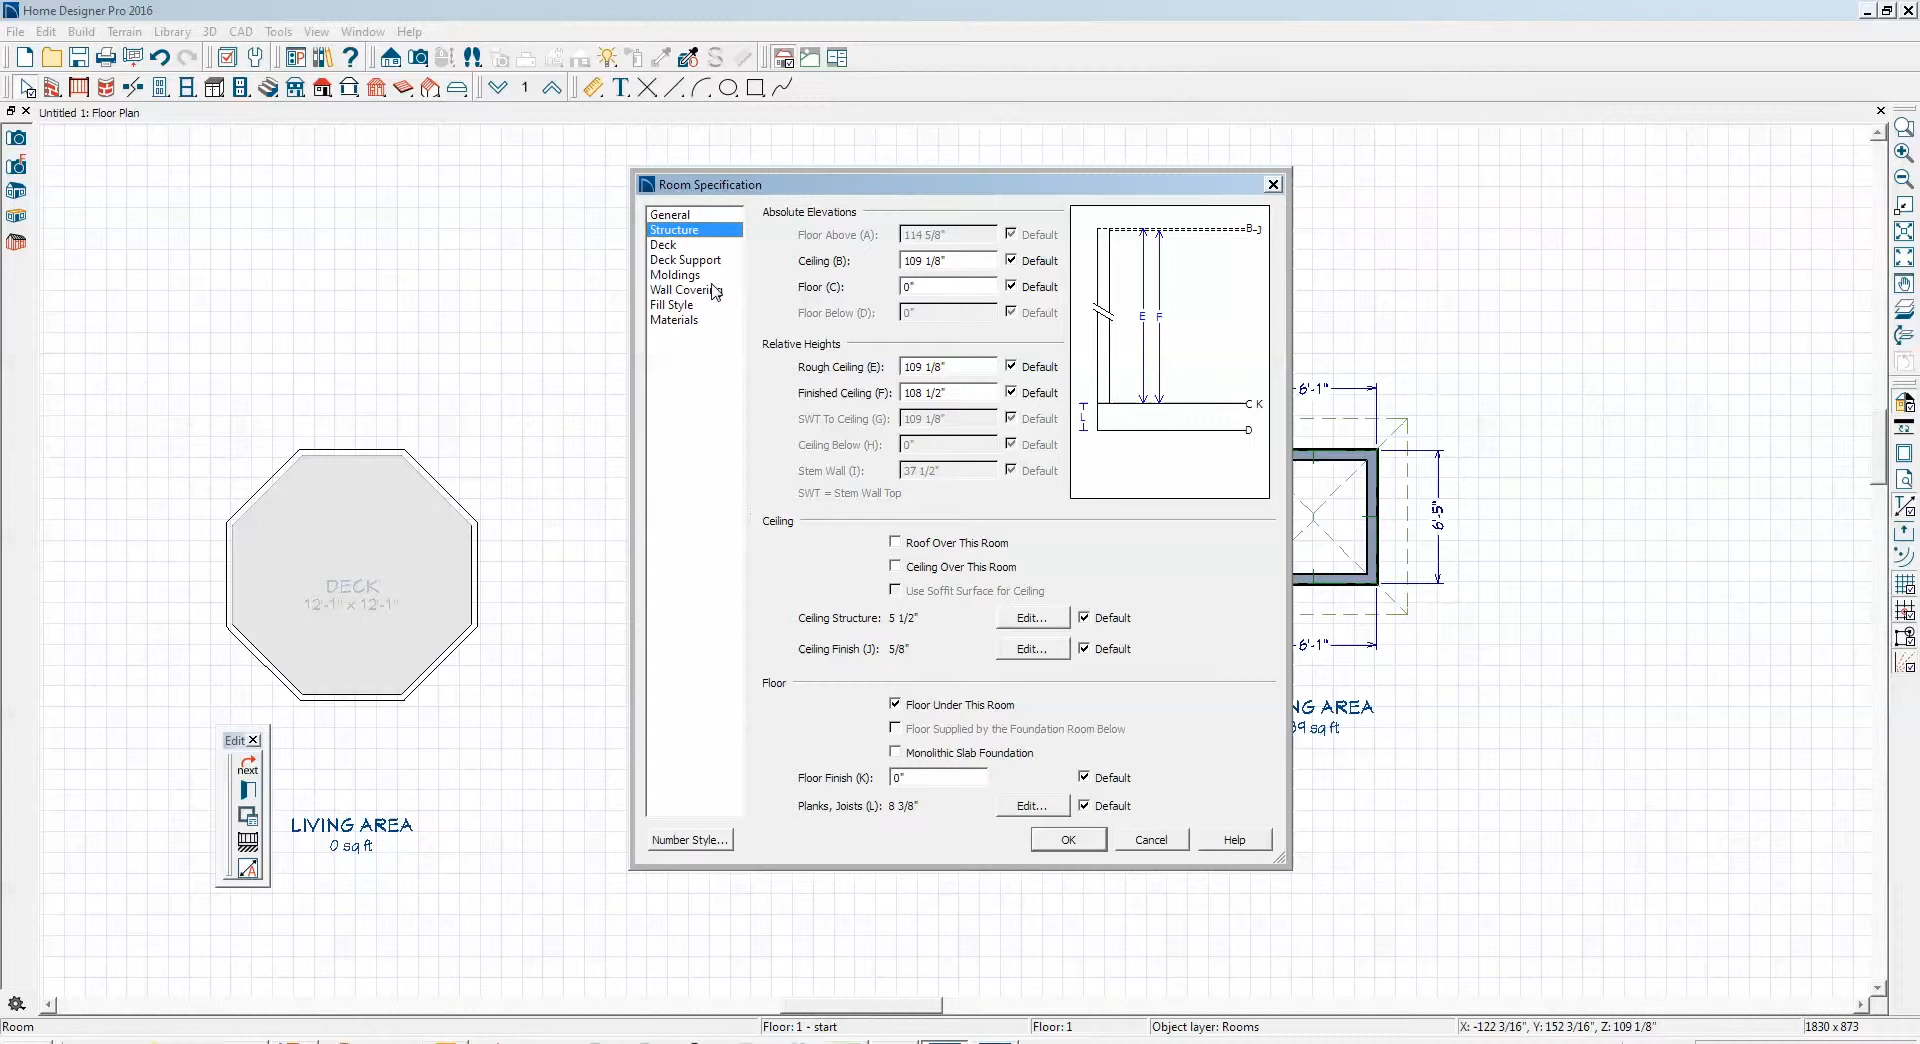 Home Designer Pro 2016
File Edit Build Terrain Library 3D CAD Tools View Window Help
1
Untitled 1: Floor Plan
Room Specification
General
Structure
Deck
Deck Support
Moldings
Wall Covering
Fill Style
Materials
Absolute Elevations
Floor Above (A): 114 5/8" Default
Ceiling (B): 109 1/8" Default
Floor (C): 0" Default
Floor Below (D): 0" Default
Relative Heights
Rough Ceiling (E): 109 1/8" Default
Finished Ceiling (F): 108 1/2" Default
SWT To Ceiling (G): 109 1/8" Default
Ceiling Below (H): 0" Default
Stem Wall (I): 37 1/2" Default
SWT = Stem Wall Top
B-J
E F
C K
L
D
Ceiling
Roof Over This Room
Ceiling Over This Room
Use Soffit Surface for Ceiling
Ceiling Structure: 5 1/2" Edit... Default
Ceiling Finish (J): 5/8" Edit... Default
Floor
Floor Under This Room
Floor Supplied by the Foundation Room Below
Monolithic Slab Foundation
Floor Finish (K): 0" Default
Planks, Joists (L): 8 3/8" Edit... Default
Number Style... OK Cancel Help
DECK
12'-1" x 12'-1"
Edit
next
LIVING AREA
0 sq ft
6'-1"
6'-5"
6'-1"
NG AREA
39 sq ft
Room Floor: 1 - start Floor: 1 Object layer: Rooms X: -122 3/16", Y: 152 3/16", Z: 109 1/8" 1830 x 873